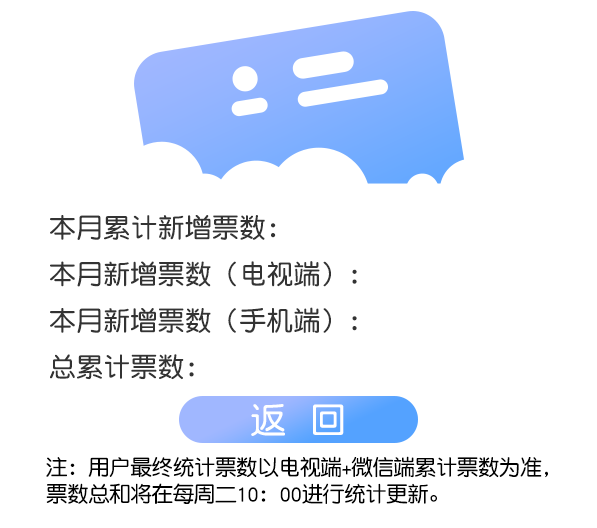 本月累计新增票数：
本月新增票数（电视端）：
本月新增票数（手机端）：
总累计票数：
返 回
注：用户最终统计票数以电视端+微信端累计票数为准，
票数总和将在每周二10：00进行统计更新。